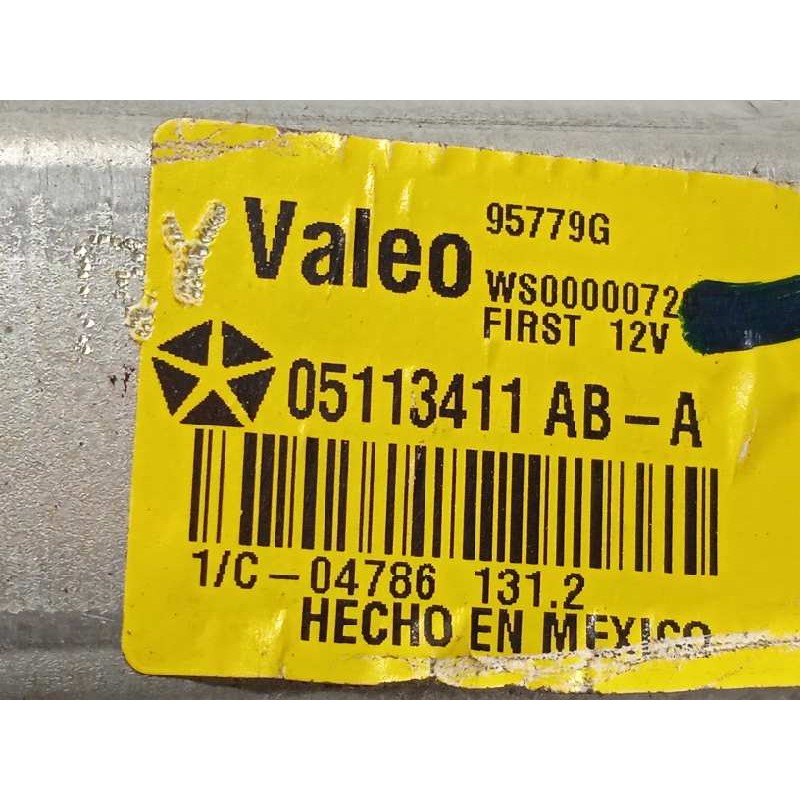 Valeo 95779G
WS0000072
FIRST 12V
05113411 AB-A
1/C-04786 131.2
HECHO EN MEXICO